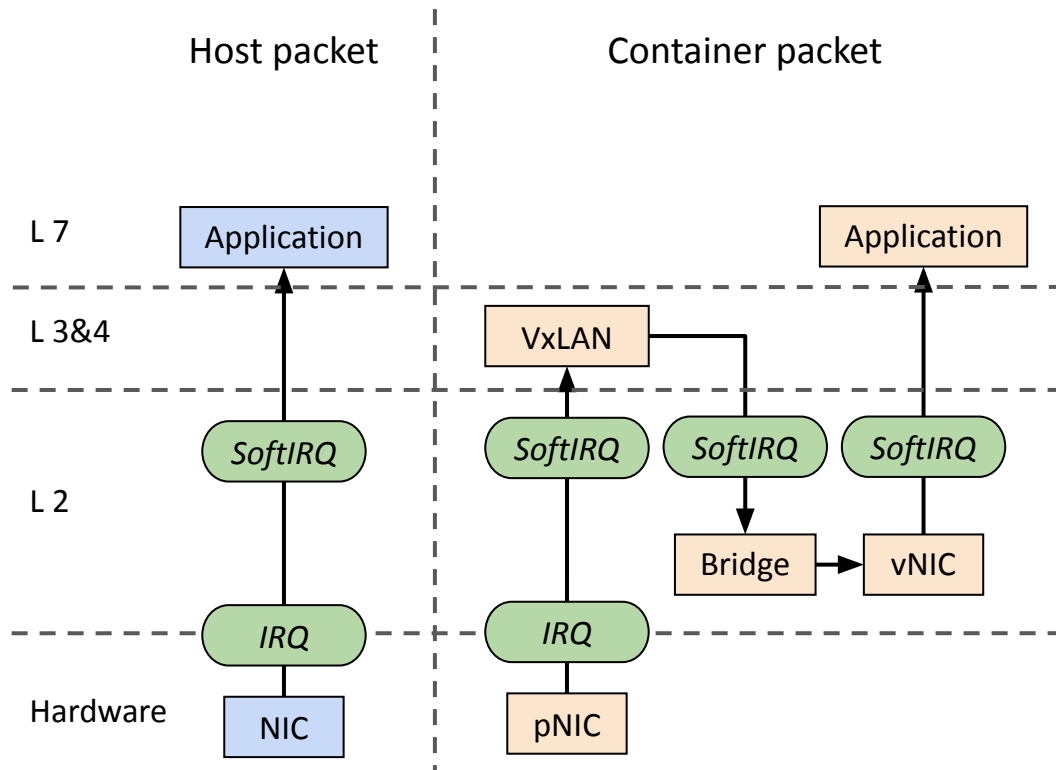 Host packet
Container packet
L 7
Application
Application
L 3&4
VxLAN
SoftIRQ
SoftIRQ
SoftIRQ
SoftIRQ
L 2
Bridge
vNIC
IRQ
IRQ
Hardware
NIC
pNIC